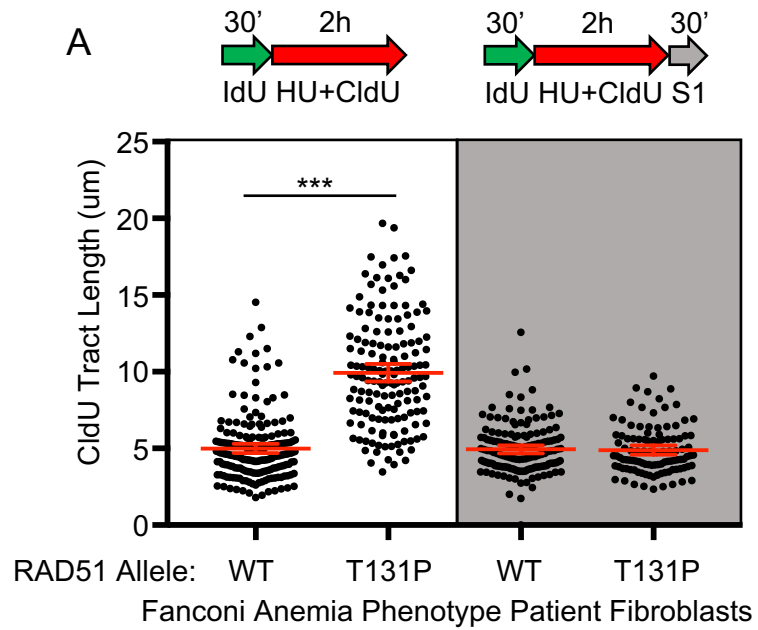 A
30’ 2h 30’ 2h 30’
IdU HU+CldU IdU HU+CldU S1
CldU Tract Length (um)
25
20
15
10
5
0
***
RAD51 Allele: WT T131P WT T131P
Fanconi Anemia Phenotype Patient Fibroblasts